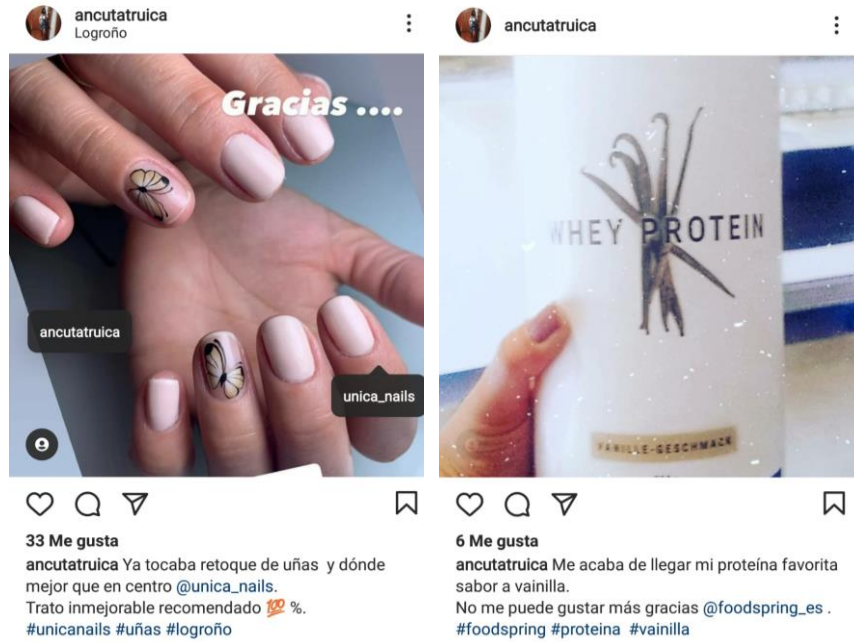 ancutatruica
Logroño
Gracias ....
ancutatruica
unica_nails
33 Me gusta
ancutatruica Ya tocaba retoque de uñas y dónde
mejor que en centro @unica_nails.
Trato inmejorable recomendado 💯 %.
#unicanails #uñas #logroño
ancutatruica
WHEY PROTEIN
VANILLE-GESCHMACK
6 Me gusta
ancutatruica Me acaba de llegar mi proteína favorita
sabor a vainilla.
No me puede gustar más gracias @foodspring_es .
#foodspring #proteina #vainilla